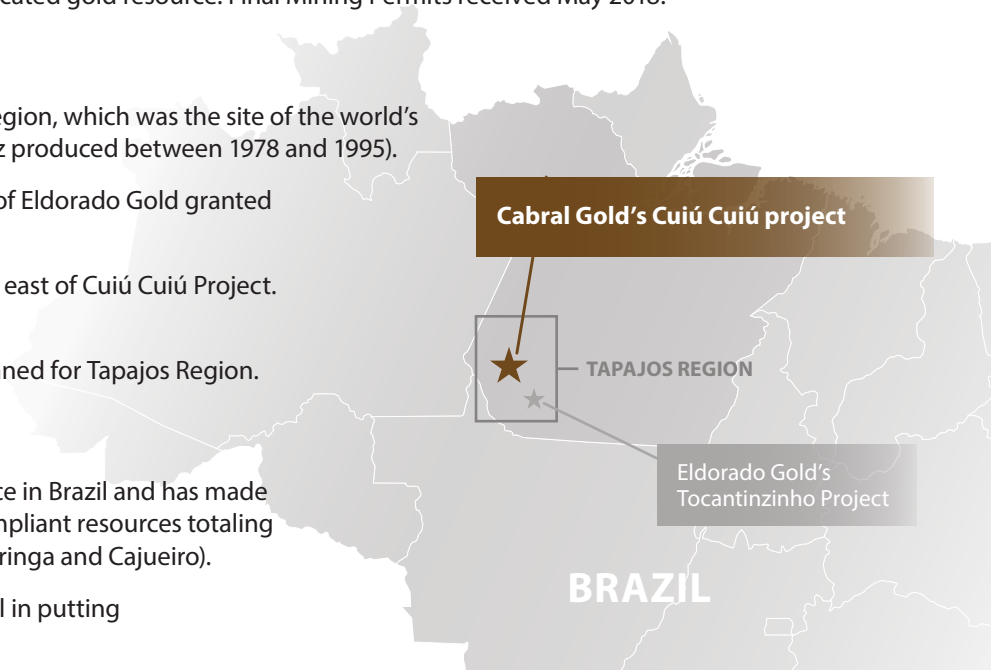 cated gold resource. Final Mining Permits received May 2018.
egion, which was the site of the world's
z produced between 1978 and 1995).
of Eldorado Gold granted
east of Cuiú Cuiú Project.
ned for Tapajos Region.
ce in Brazil and has made
mpliant resources totaling
ringa and Cajueiro).
l in putting
Cabral Gold's Cuiú Cuiú project
TAPAJOS REGION
Eldorado Gold's
Tocantinzinho Project
BRAZIL